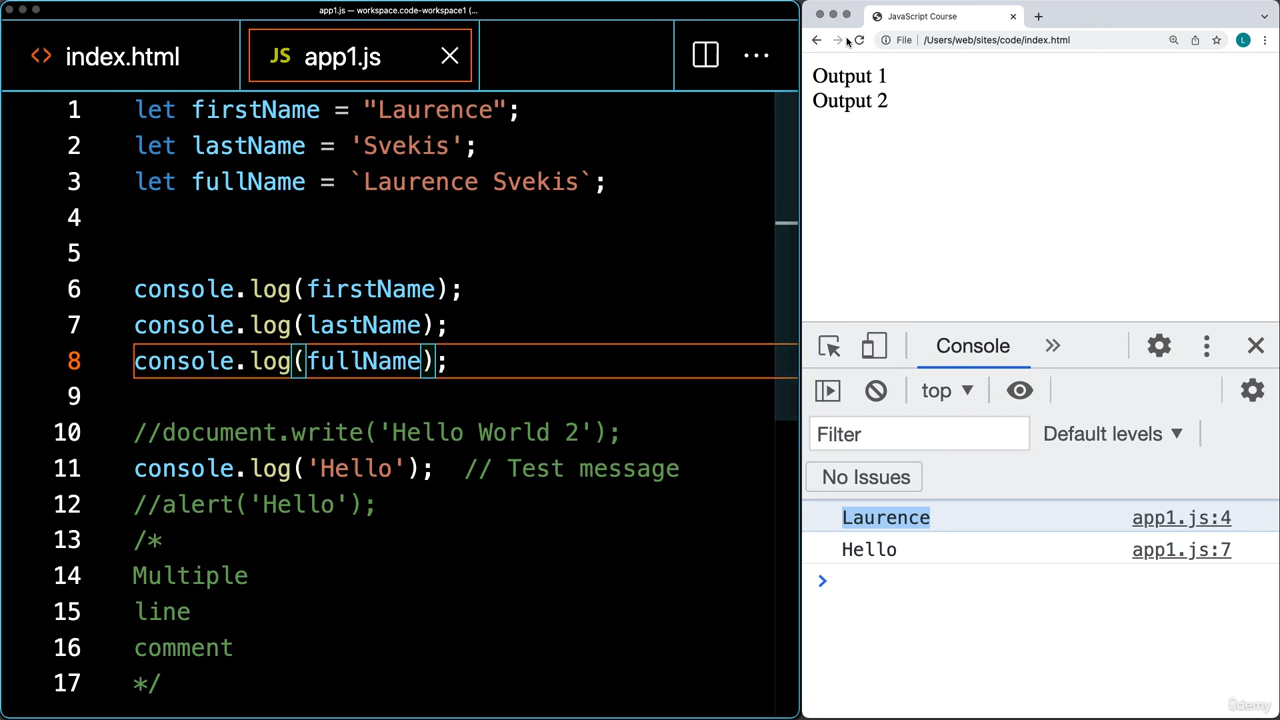 app1.js — workspace.code-workspace1 (...
index.html
JS app1.js
1 let firstName = "Laurence";
2 let lastName = 'Svekis';
3 let fullName = `Laurence Svekis`;
4
5
6 console.log(firstName);
7 console.log(lastName);
8 console.log(fullName);
9
10 //document.write('Hello World 2');
11 console.log('Hello'); // Test message
12 //alert('Hello');
13 /*
14 Multiple
15 line
16 comment
17 */
JavaScript Course
File /Users/web/sites/code/index.html L
Output 1
Output 2
Console
top
Filter Default levels
No Issues
Laurence app1.js:4
Hello app1.js:7
ûdemy